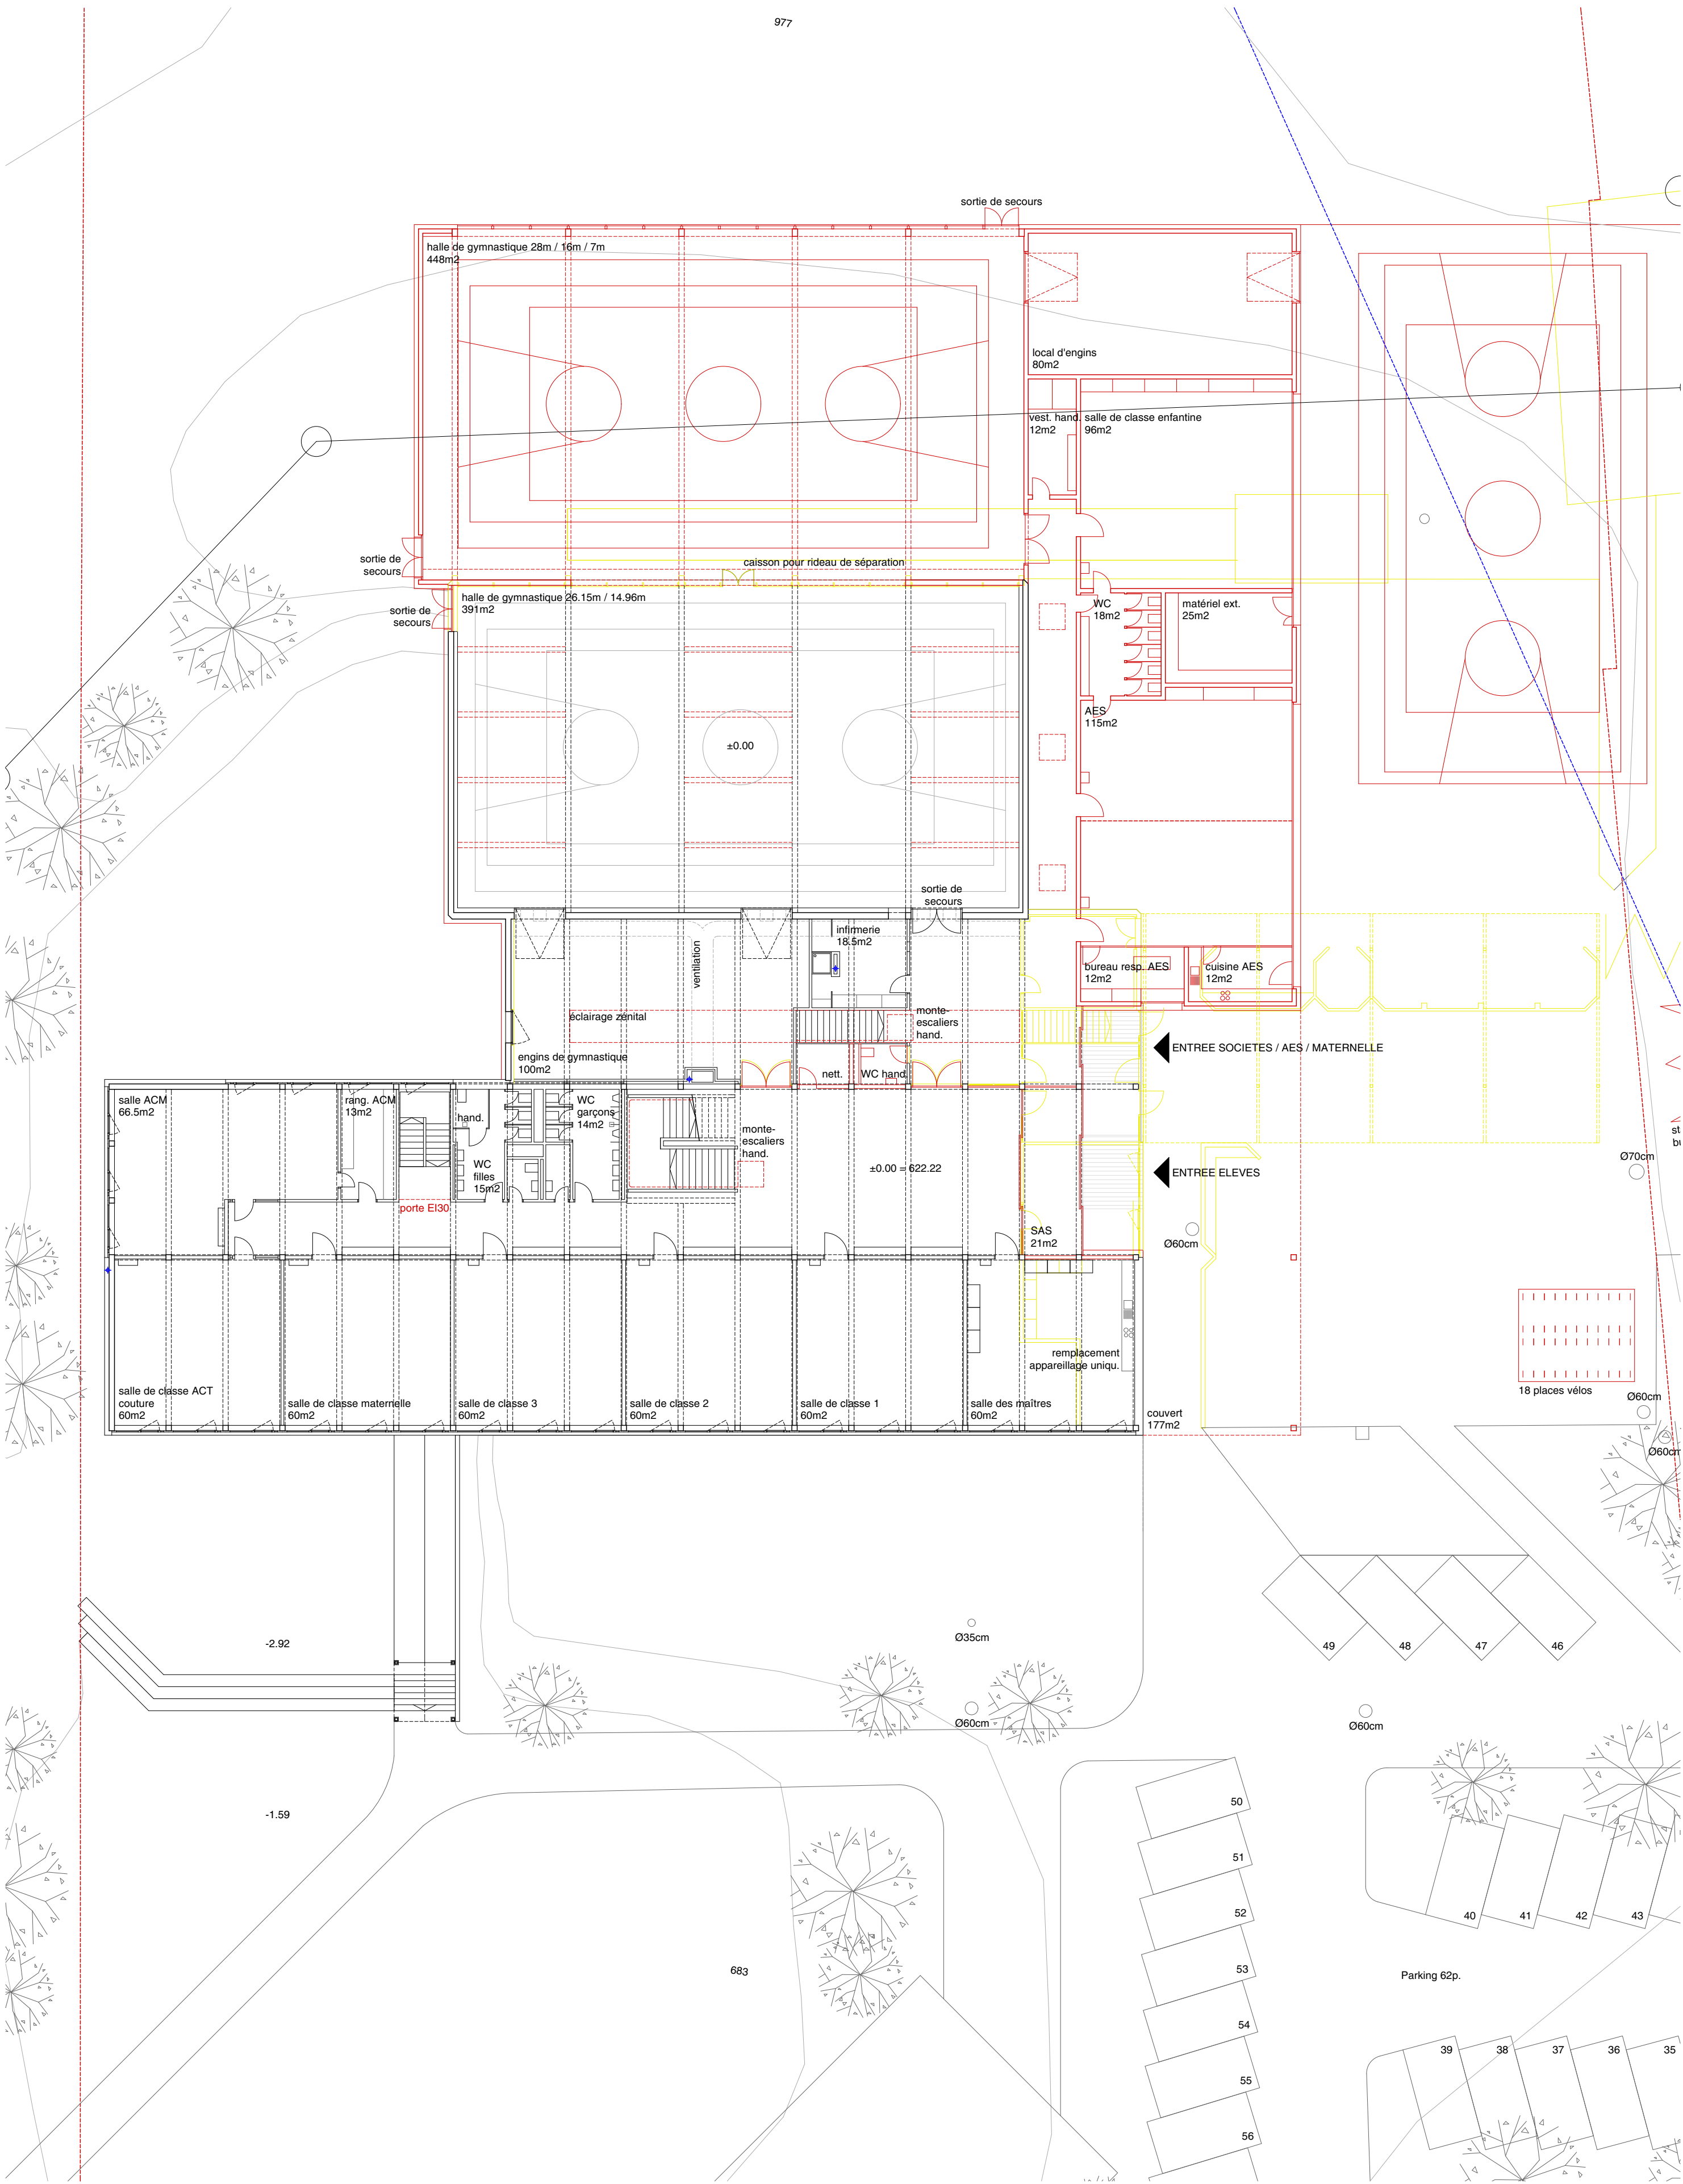 977
sortie de secours
halle de gymnastique 28m / 16m / 7m
448m2
local d'engins
80m2
vest. hand.
12m2
salle de classe enfantine
96m2
sortie de
secours
caisson pour rideau de séparation
sortie de
secours
halle de gymnastique 26.15m / 14.96m
391m2
WC
18m2
matériel ext.
25m2
AES
115m2
±0.00
sortie de
secours
infirmerie
18.5m2
ventilation
bureau resp. AES
12m2
cuisine AES
12m2
éclairage zénital
monte-
escaliers
hand.
ENTREE SOCIETES / AES / MATERNELLE
engins de gymnastique
100m2
nett.
WC hand.
salle ACM
66.5m2
rang. ACM
13m2
hand.
WC
garçons
14m2
monte-
escaliers
hand.
st
bu
Ø70cm
WC
filles
15m2
±0.00 = 622.22
ENTREE ELEVES
porte EI30
SAS
21m2
Ø60cm
remplacement
appareillage uniqu.
salle de classe ACT
couture
60m2
salle de classe maternelle
60m2
salle de classe 3
60m2
salle de classe 2
60m2
salle de classe 1
60m2
salle des maîtres
60m2
couvert
177m2
18 places vélos
Ø60cm
Ø60cm
-2.92
Ø35cm
49
48
47
46
Ø60cm
Ø60cm
-1.59
50
51
52
53
54
55
56
40
41
42
43
683
Parking 62p.
39
38
37
36
35